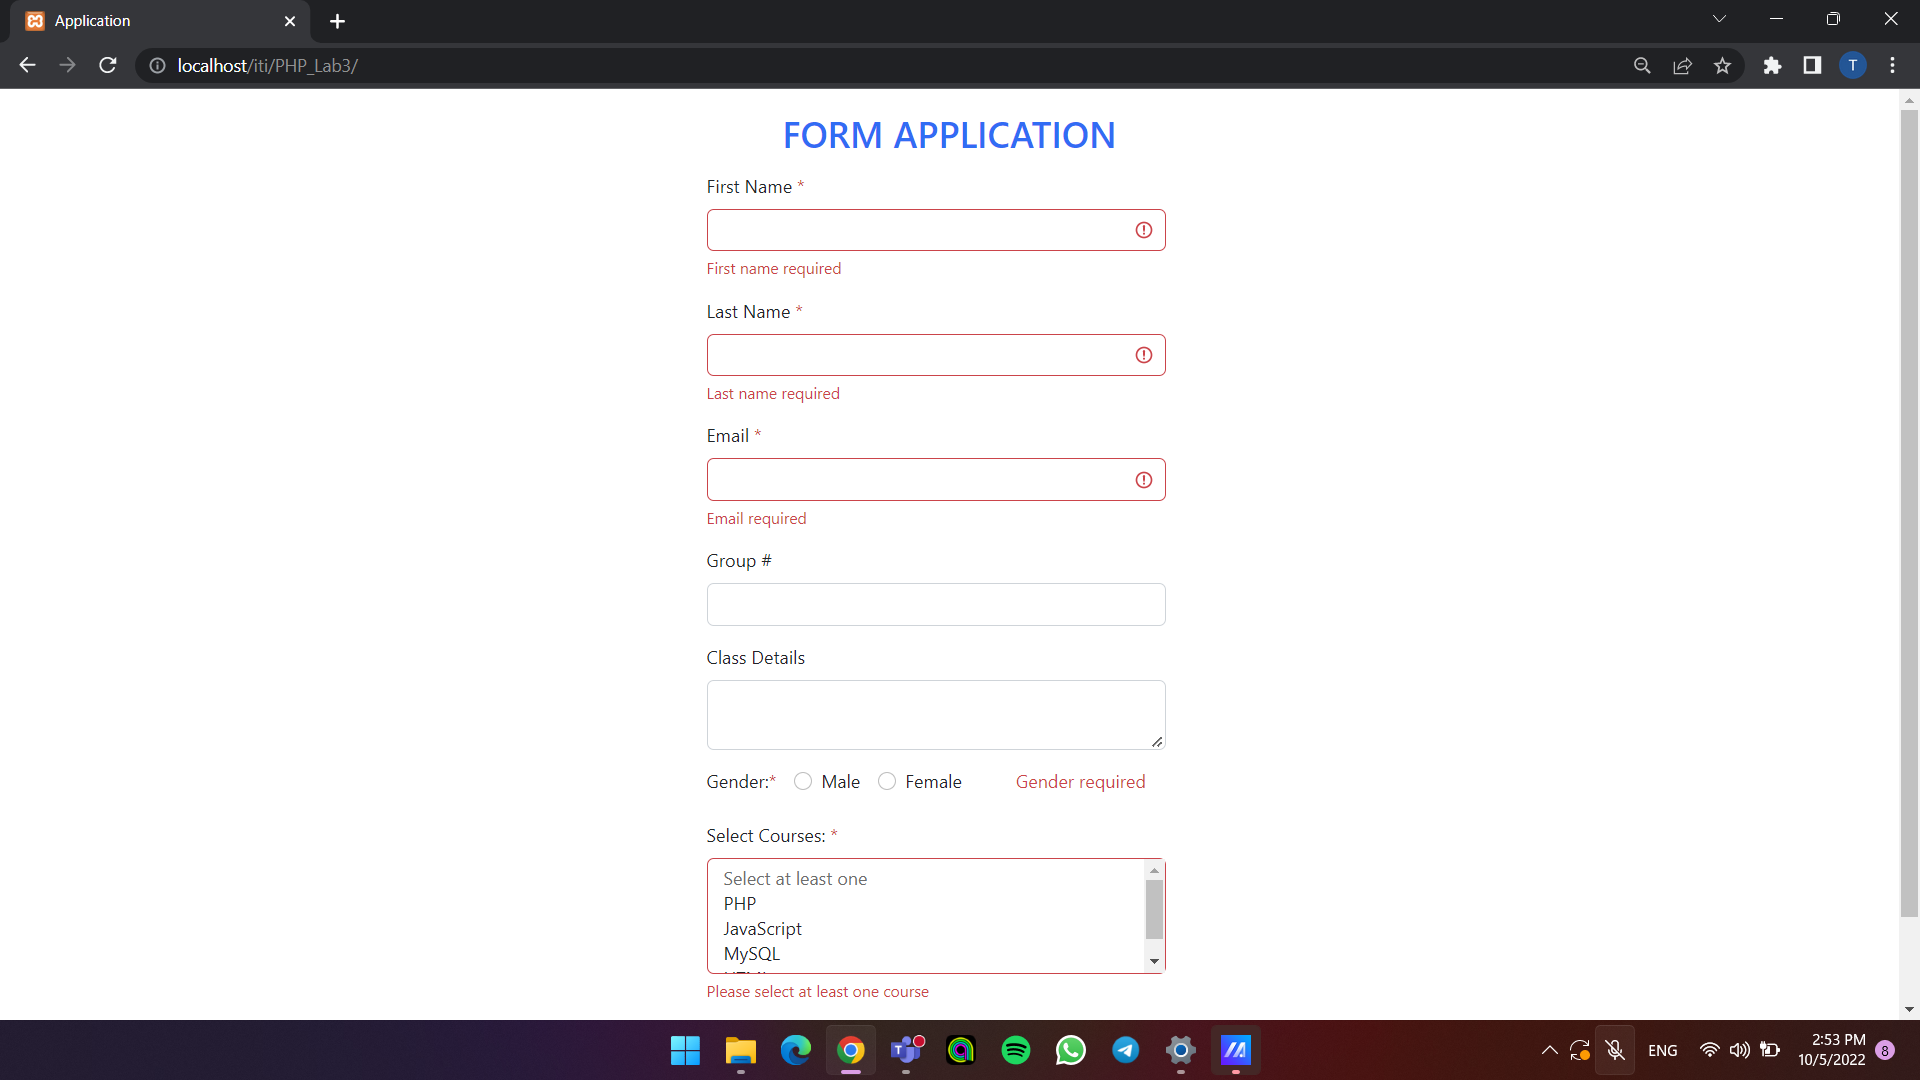 Application
localhost/iti/PHP_Lab3/
T
FORM APPLICATION
First Name *
First name required
Last Name *
Last name required
Email *
Email required
Group #
Class Details
Gender:* Male Female Gender required
Select Courses: *
Select at least one
PHP
JavaScript
MySQL
Please select at least one course
ENG
2:53 PM
10/5/2022
8